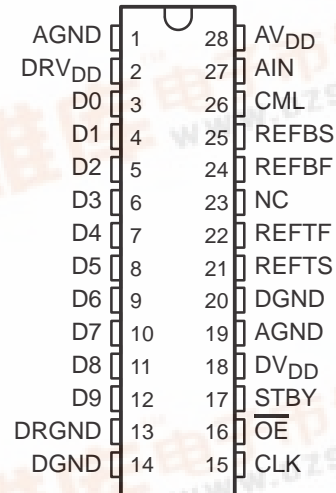 AGND 1 28 AVDD
DRVDD 2 27 AIN
D0 3 26 CML
D1 4 25 REFBS
D2 5 24 REFBF
D3 6 23 NC
D4 7 22 REFTF
D5 8 21 REFTS
D6 9 20 DGND
D7 10 19 AGND
D8 11 18 DVDD
D9 12 17 STBY
DRGND 13 16 OE
DGND 14 15 CLK